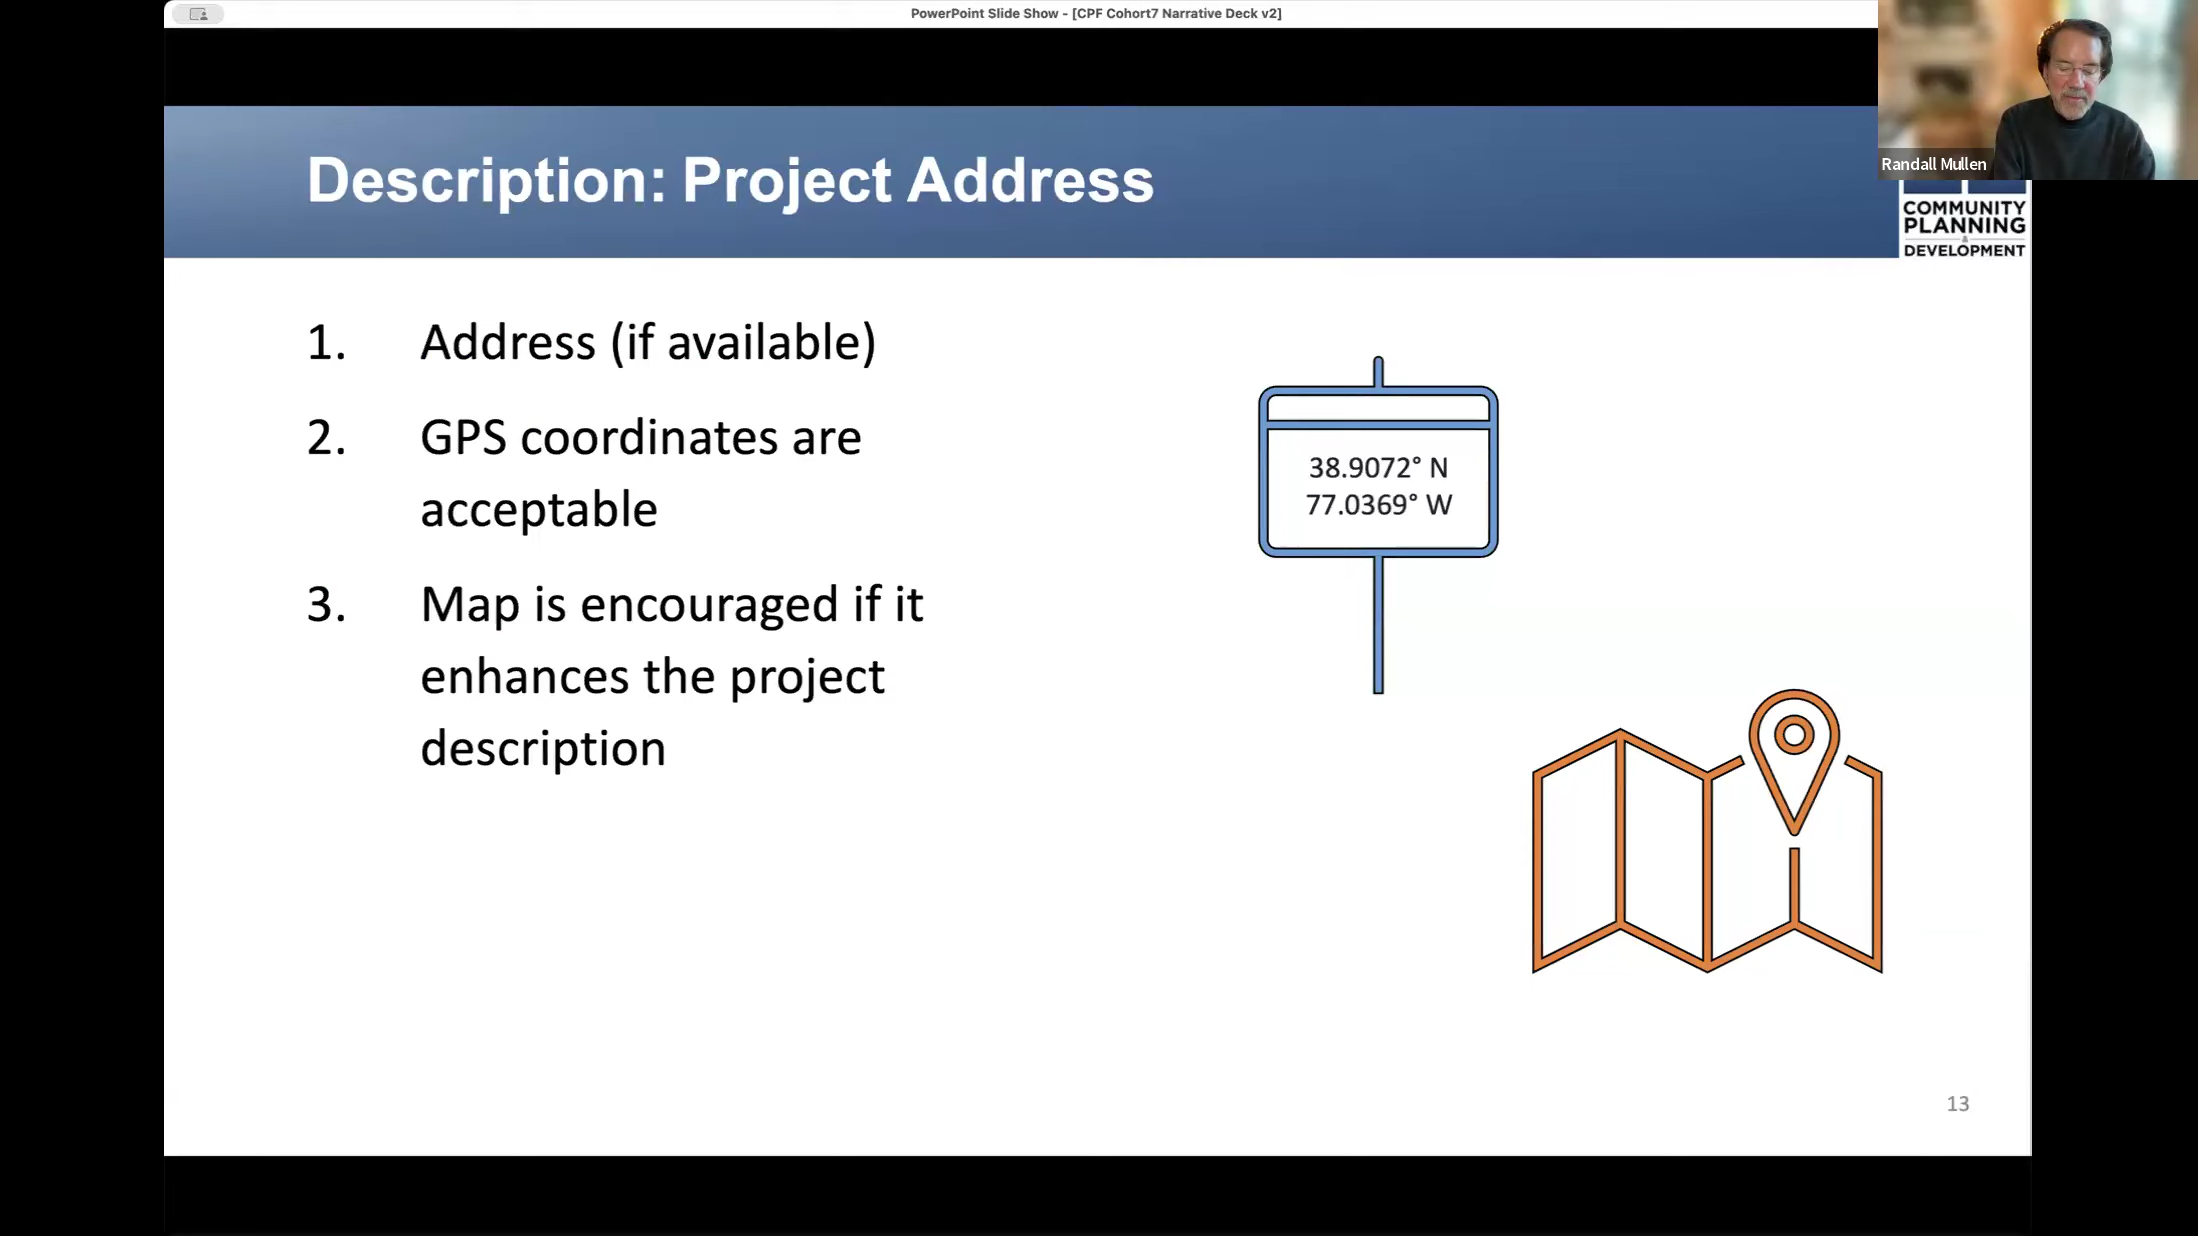 PowerPoint Slide Show - [CPF Cohort7 Narrative Deck v2]
Randall Mullen
Description: Project Address
COMMUNITY
PLANNING
&
DEVELOPMENT
1. Address (if available)
2. GPS coordinates are
acceptable
3. Map is encouraged if it
enhances the project
description
38.9072° N
77.0369° W
13